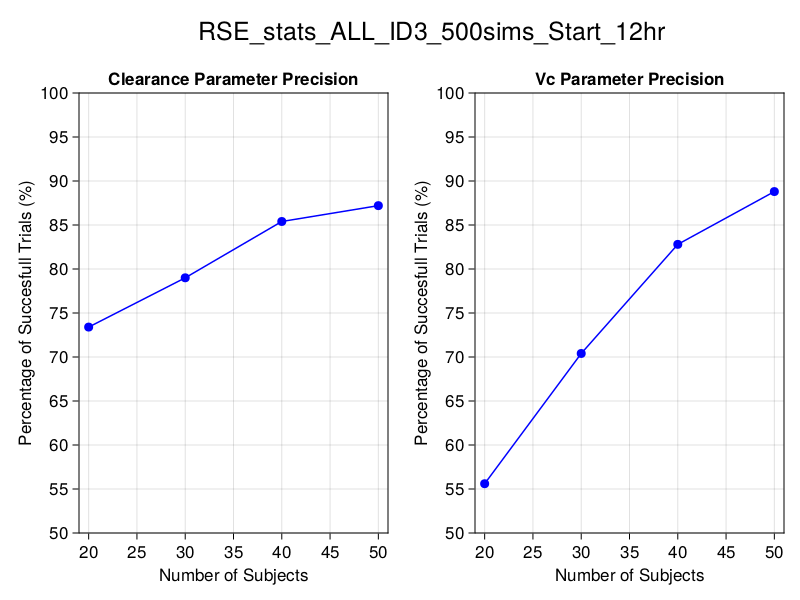 RSE_stats_ALL_ID3_500sims_Start_12hr
Clearance Parameter Precision
Percentage of Succesfull Trials (%)
100
95
90
85
80
75
70
65
60
55
50
20 25 30 35 40 45 50
Number of Subjects
Vc Parameter Precision
Percentage of Succesfull Trials (%)
100
95
90
85
80
75
70
65
60
55
50
20 25 30 35 40 45 50
Number of Subjects